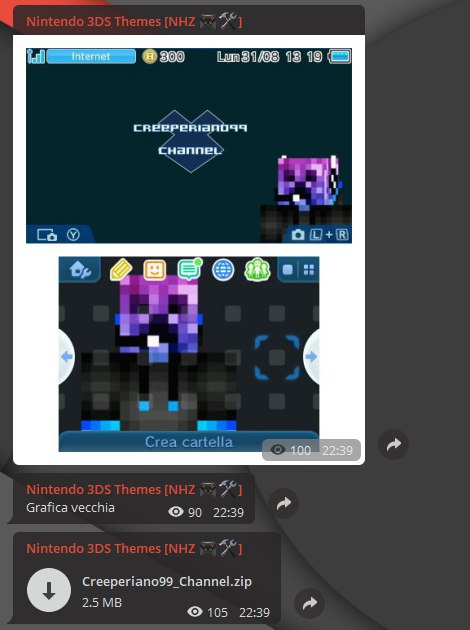 Nintendo 3DS Themes [NHZ 🎮🛠]
Internet 300 Lun 31/08 13 19
CREEPERIANO99
CHANNEL
Y L + R
Crea cartella
100 22:39
Nintendo 3DS Themes [NHZ 🎮🛠]
Grafica vecchia
90 22:39
Nintendo 3DS Themes [NHZ 🎮🛠]
Creeperiano99_Channel.zip
2.5 MB
105 22:39